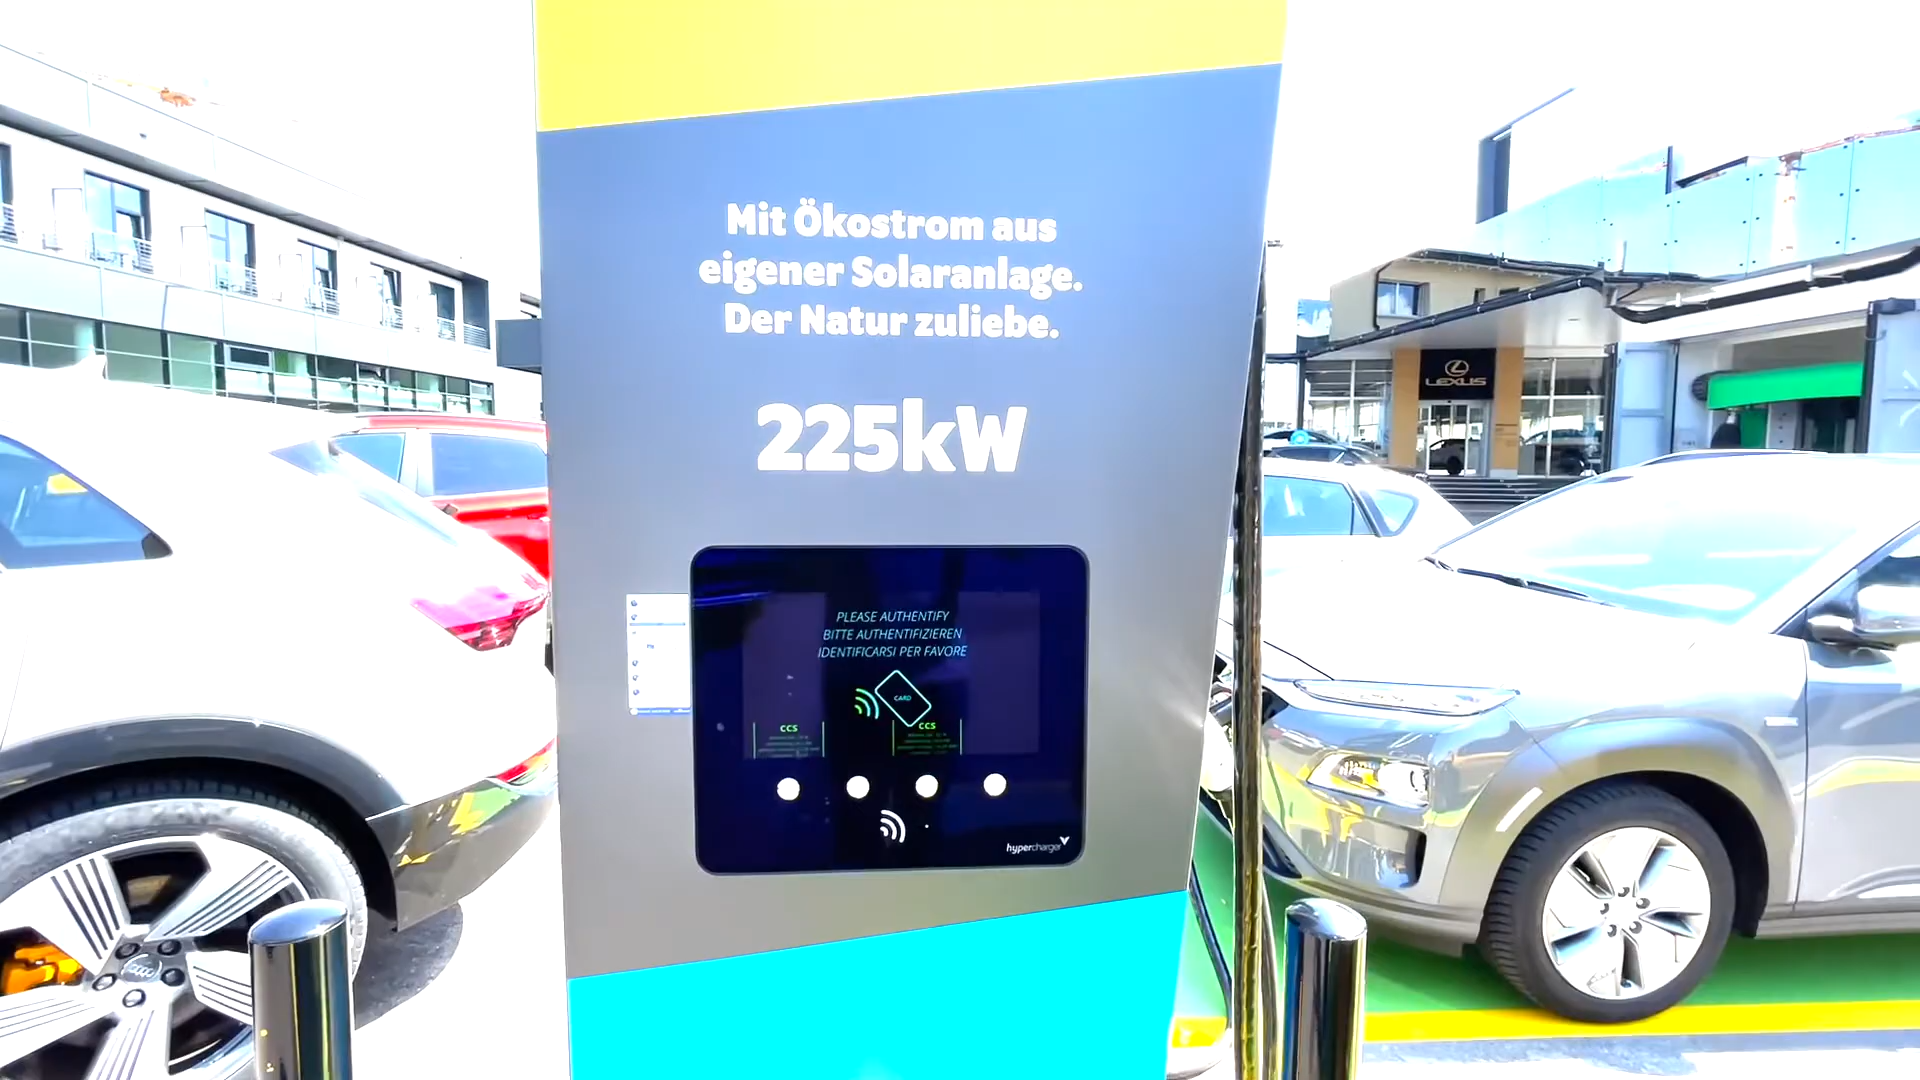 Mit Ökostrom aus
eigener Solaranlage.
Der Natur zuliebe.
225kW
LEXUS
PLEASE AUTHENTIFY
BITTE AUTHENTIFIZIEREN
IDENTIFICARSI PER FAVORE
CARD
CCS
CCS
hypercharger